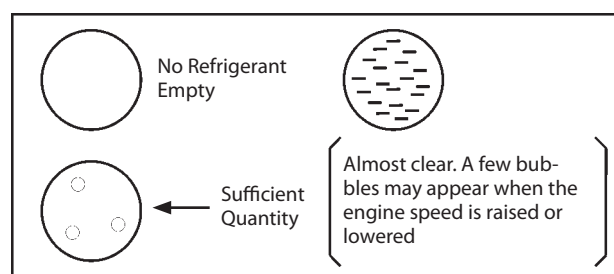 No Refrigerant
Empty
Sufficient
Quantity
Almost clear. A few bub-
bles may appear when the
engine speed is raised or
lowered